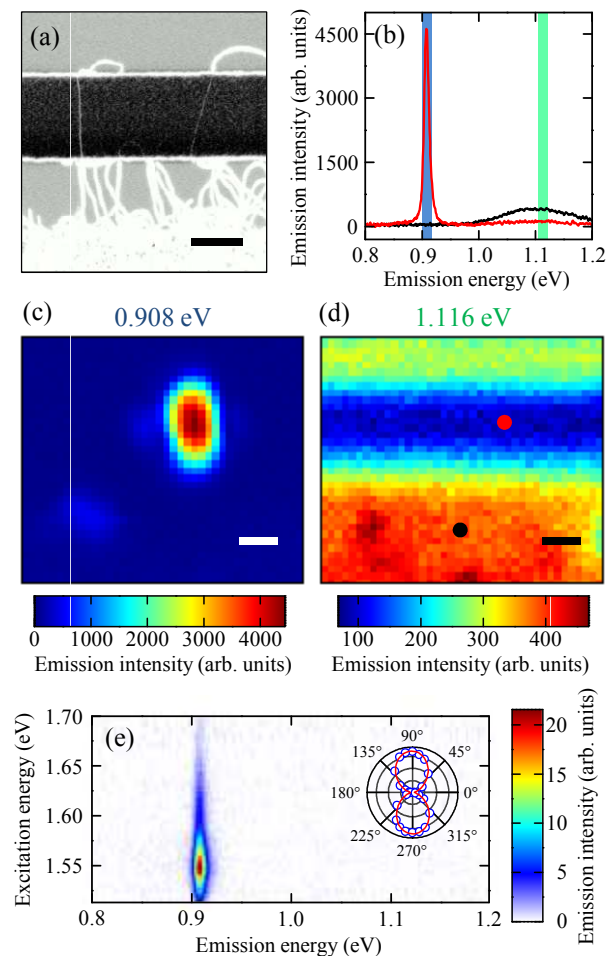 (a)
(b)
Emission intensity (arb. units)
4500
3000
1500
0
0.8 0.9 1.0 1.1 1.2
Emission energy (eV)
(c) 0.908 eV
(d) 1.116 eV
0 1000 2000 3000 4000
Emission intensity (arb. units)
100 200 300 400
Emission intensity (arb. units)
(e)
Excitation energy (eV)
1.70
1.65
1.60
1.55
0.8 0.9 1.0 1.1 1.2
Emission energy (eV)
90°
135° 45°
180° 0°
225° 315°
270°
20
15
10
5
0
Emission intensity (arb. units)